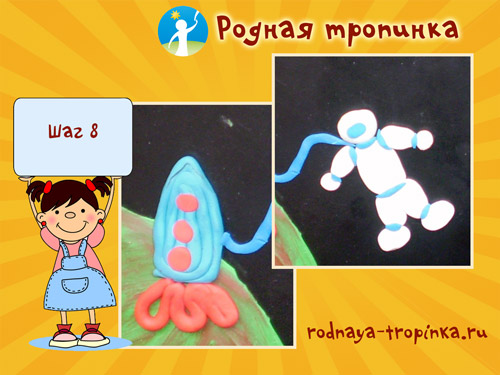 Родная тропинка
Шаг 8
rodnaya-tropinka.ru